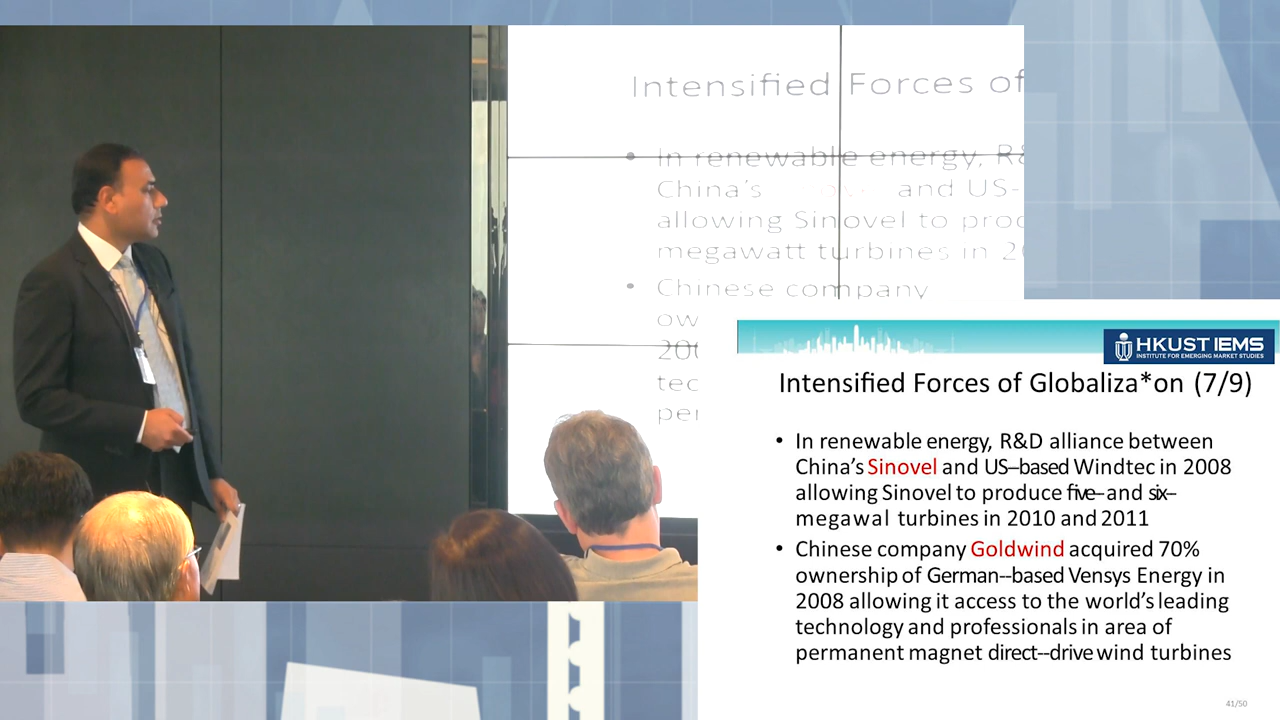 Intensified Forces of
• In renewable energy, R&
China's and US-
allowing Sinovel to prod
megawatt turbines in 20
• Chinese company
ow
200
tec
per
HKUST IEMS
INSTITUTE FOR EMERGING MARKET STUDIES
Intensified Forces of Globaliza*on (7/9)
• In renewable energy, R&D alliance between
China's Sinovel and US–based Windtec in 2008
allowing Sinovel to produce five–and six–
megawal turbines in 2010 and 2011
• Chinese company Goldwind acquired 70%
ownership of German--based Vensys Energy in
2008 allowing it access to the world's leading
technology and professionals in area of
permanent magnet direct--drive wind turbines
41/50